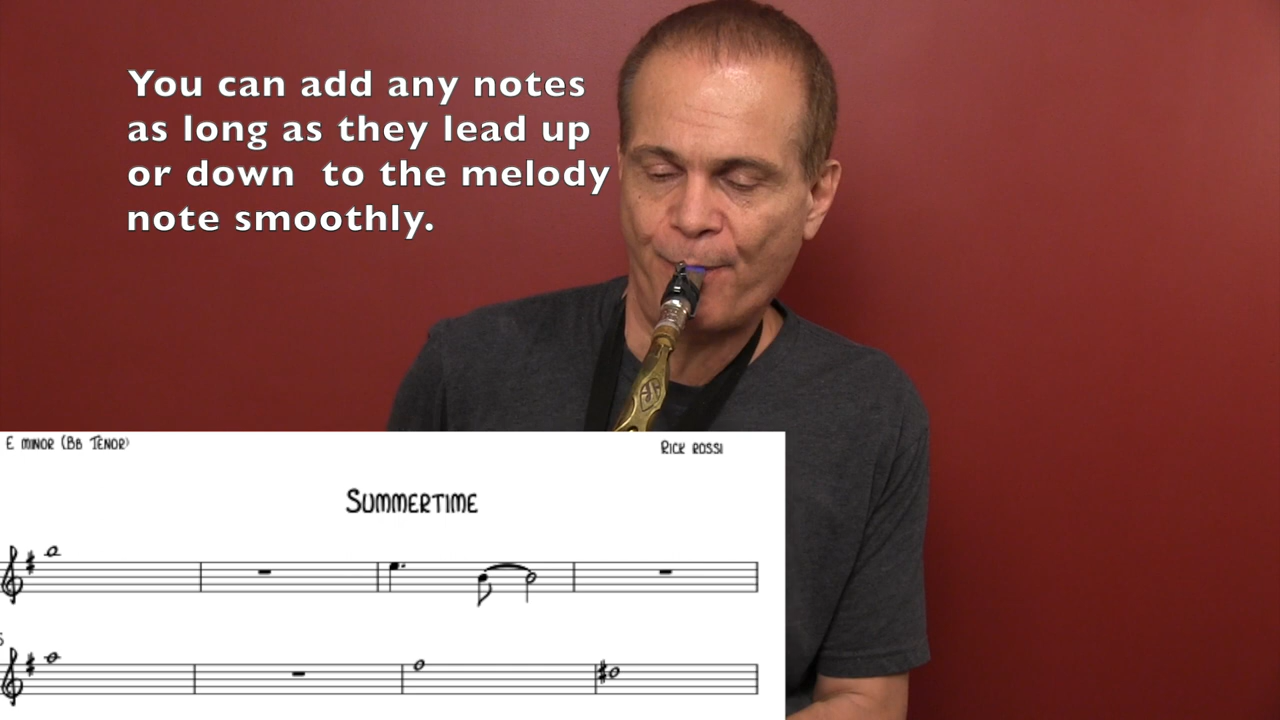 You can add any notes
as long as they lead up
or down  to the melody
note smoothly.
E MINOR (Bb TENOR)
RICK ROSSI
SUMMERTIME